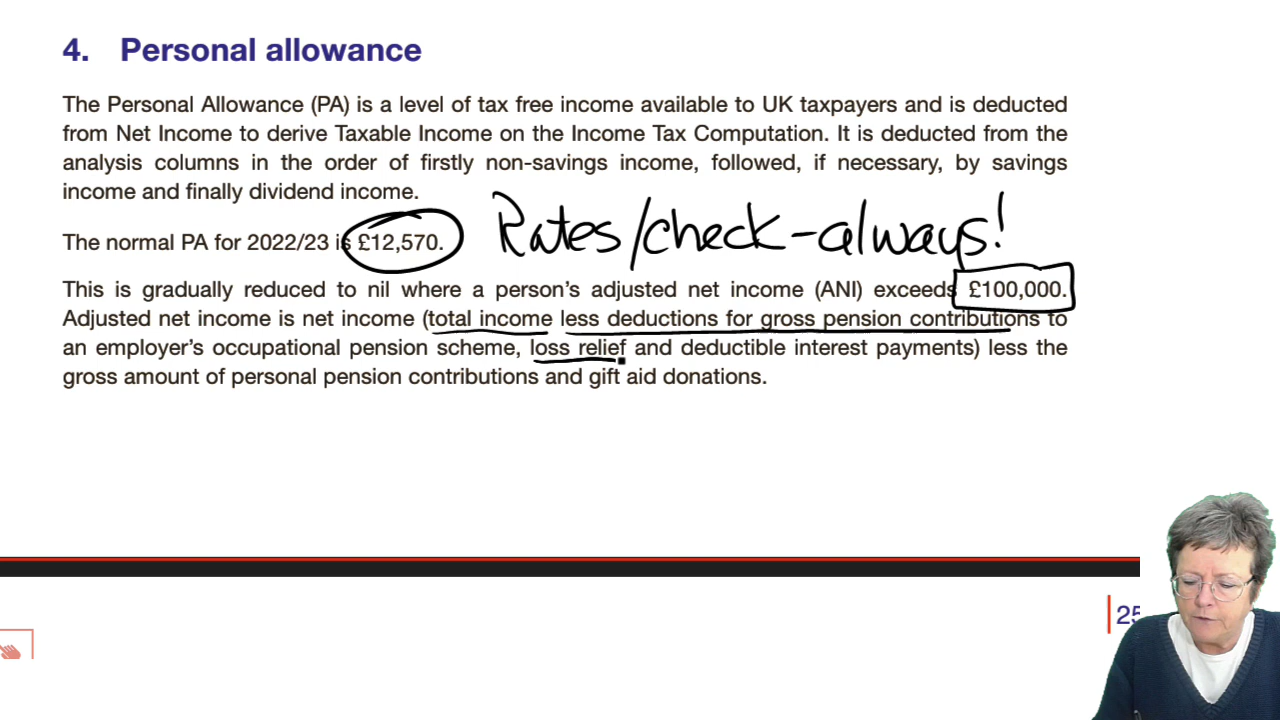 4. Personal allowance
The Personal Allowance (PA) is a level of tax free income available to UK taxpayers and is deducted
from Net Income to derive Taxable Income on the Income Tax Computation. It is deducted from the
analysis columns in the order of firstly non-savings income, followed, if necessary, by savings
income and finally dividend income.
Rates/check-always!
The normal PA for 2022/23 is £12,570.
This is gradually reduced to nil where a person's adjusted net income (ANI) exceeds £100,000.
Adjusted net income is net income (total income less deductions for gross pension contributions to
an employer's occupational pension scheme, loss relief and deductible interest payments) less the
gross amount of personal pension contributions and gift aid donations.
25